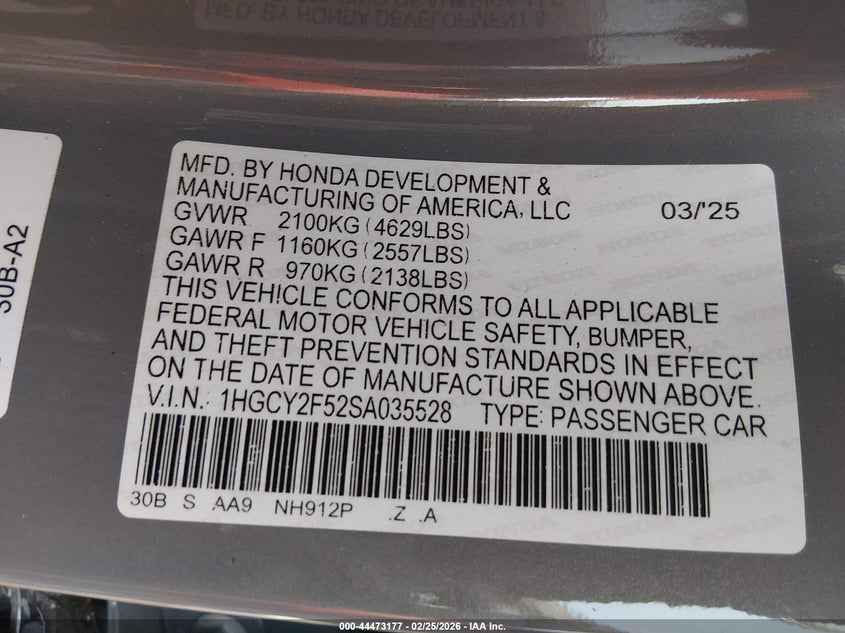 MFD. BY HONDA DEVELOPMENT &
MANUFACTURING OF AMERICA, LLC 03/'25
GVWR 2100KG (4629LBS)
GAWR F 1160KG (2557LBS)
GAWR R 970KG (2138LBS)
THIS VEHICLE CONFORMS TO ALL APPLICABLE
FEDERAL MOTOR VEHICLE SAFETY, BUMPER,
AND THEFT PREVENTION STANDARDS IN EFFECT
ON THE DATE OF MANUFACTURE SHOWN ABOVE.
V.I.N.: 1HGCY2F52SA035528 TYPE: PASSENGER CAR
30B S AA9 NH912P .Z .A
30B-A2
000-44473177 - 02/25/2026 - IAA Inc.